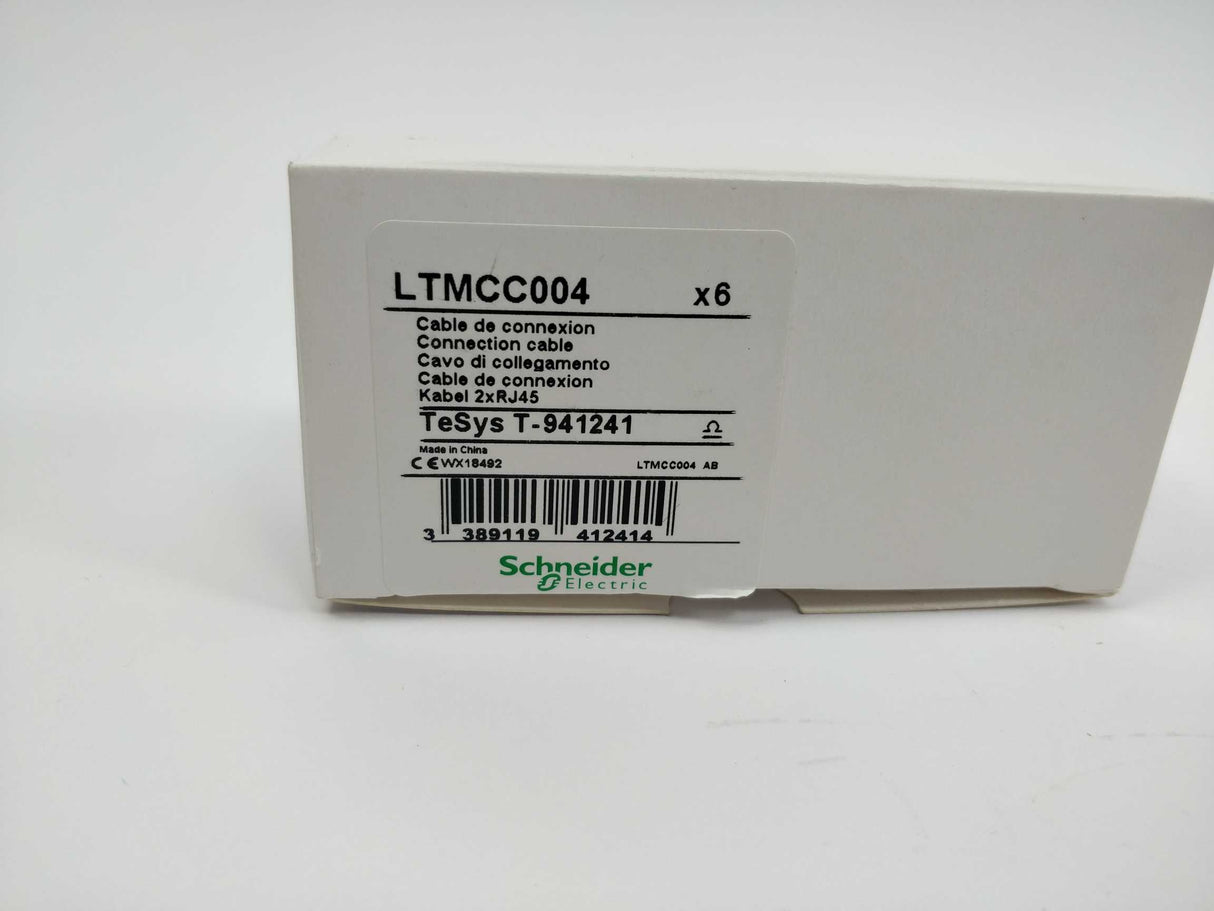 LTMCC004 x6
Cable de connexion
Connection cable
Cavo di collegamento
Cable de connexion
Kabel 2xRJ45
TeSys T-941241
Made in China
CE WX18492 LTMCC004 AB
3 389119 412414
Schneider
Electric